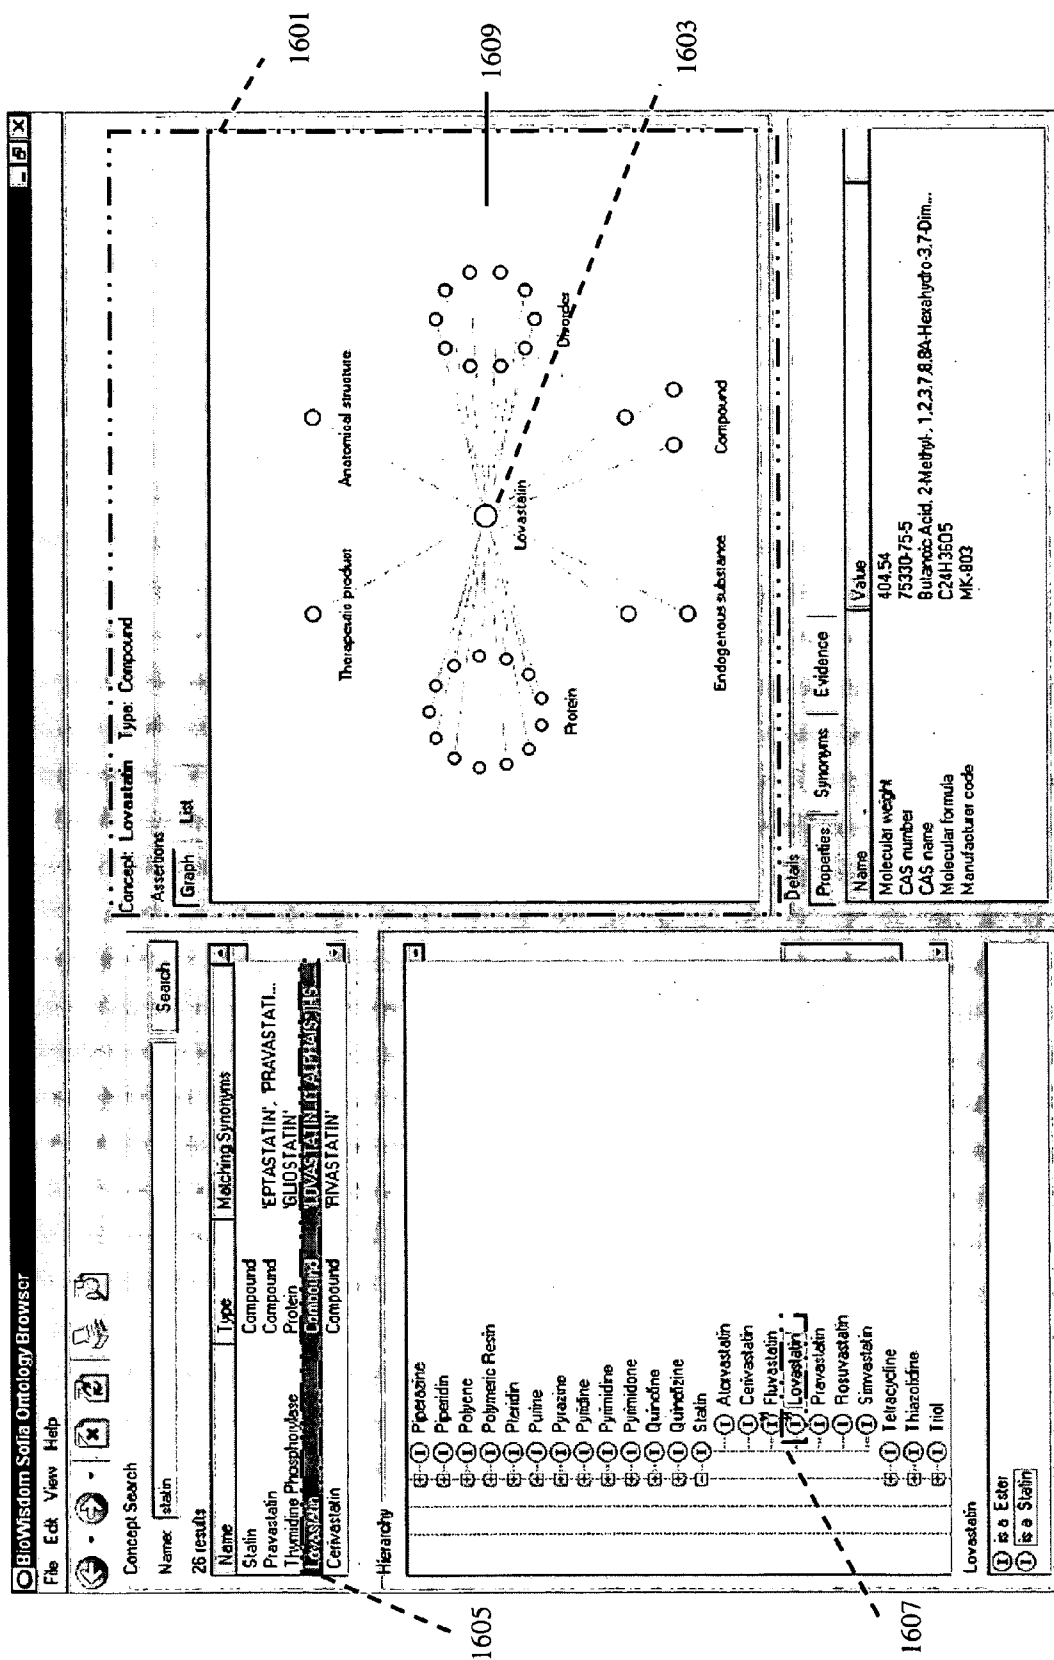 BioWisdom Sofia Ontology Browser
File Edit View Help
Concept Search
Name: statin
Search
26 results
Name Type Matching Synonyms
Statin Compound
Pravastatin Compound 'EPTASTATIN', 'PRAVASTATI...
Thymidine Phosphorylase Protein 'GLIOSTATIN'
Lovastatin Compound
Cerivastatin Compound 'RIVASTATIN'
Hierarchy
Piperazine
Piperidin
Polyene
Polymeric Resin
Pteridin
Purine
Pyrazine
Pyridine
Pyrimidine
Pyrimidone
Quinoline
Quinolizine
Statin
Atorvastatin
Cerivastatin
Fluvastatin
Lovastatin
Pravastatin
Rosuvastatin
Simvastatin
Tetracycline
Thiazolidine
Triol
Lovastatin
is a Ester
is a Statin
Concept: Lovastatin Type: Compound
Assertions
Graph List
Therapeutic product
Anatomical structure
Protein
Lovastatin
Disorder
Endogenous substance
Compound
Details
Properties Synonyms Evidence
Name Value
Molecular weight 404.54
CAS number 75330-75-5
CAS name Butanoic Acid, 2-Methyl-, 1,2,3,7,8,8A-Hexahydro-3,7-Dim...
Molecular formula C24H36O5
Manufacturer code MK-803
1601
1609
1603
1605
1607